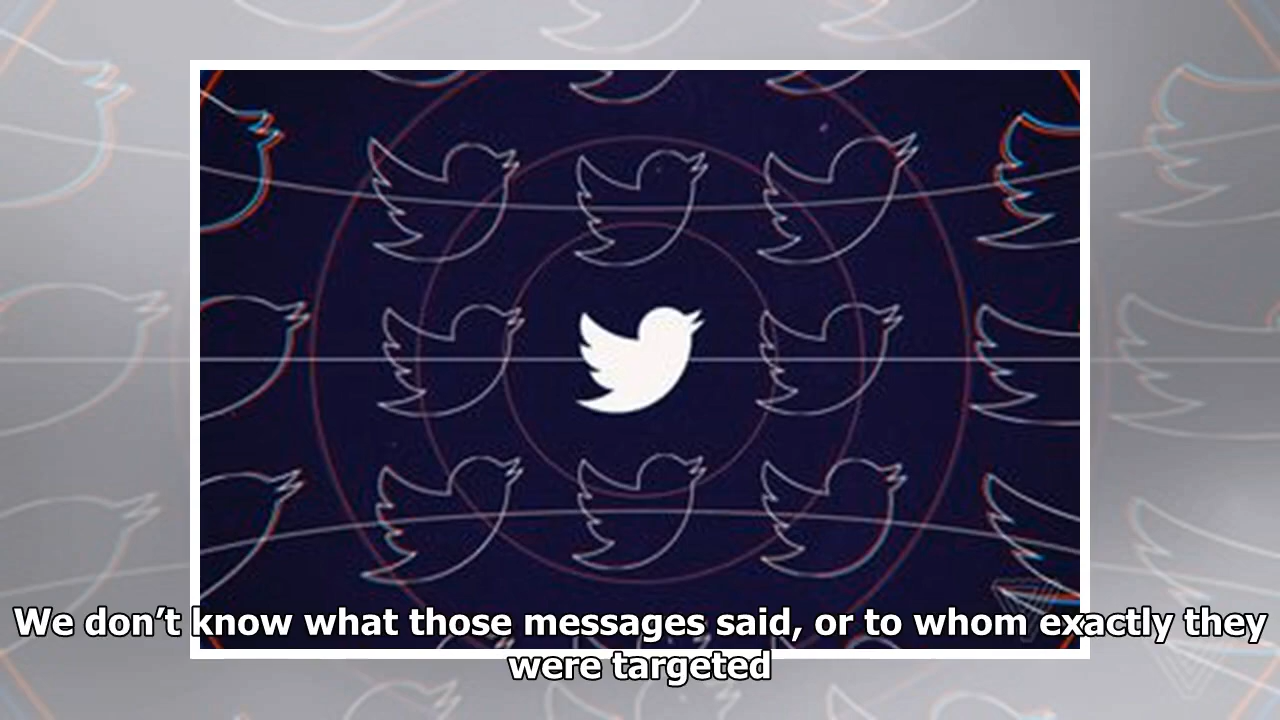 We don’t know what those messages said, or to whom exactly they
were targeted